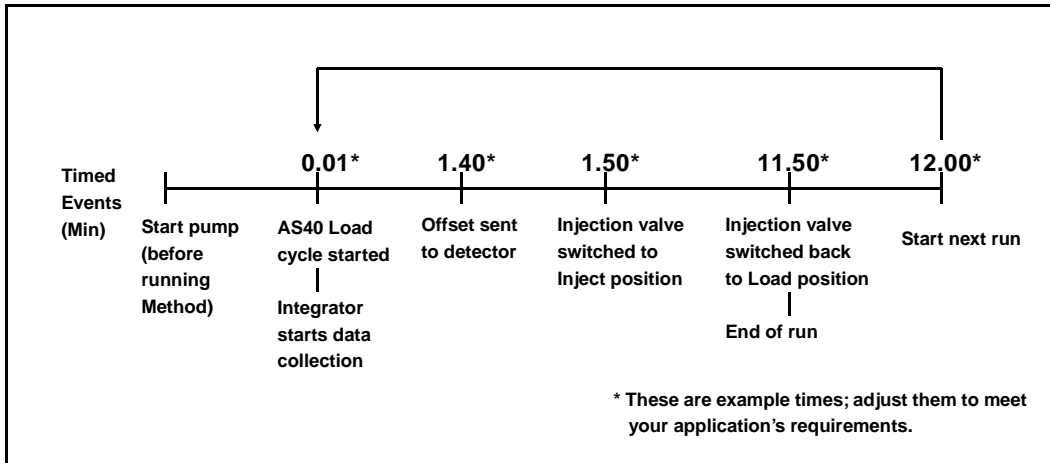 Timed
Events
(Min)
0.01*
1.40*
1.50*
11.50*
12.00*
Start pump
(before
running
Method)
AS40 Load
cycle started
Integrator
starts data
collection
Offset sent
to detector
Injection valve
switched to
Inject position
Injection valve
switched back
to Load position
End of run
Start next run
* These are example times; adjust them to meet
your application’s requirements.